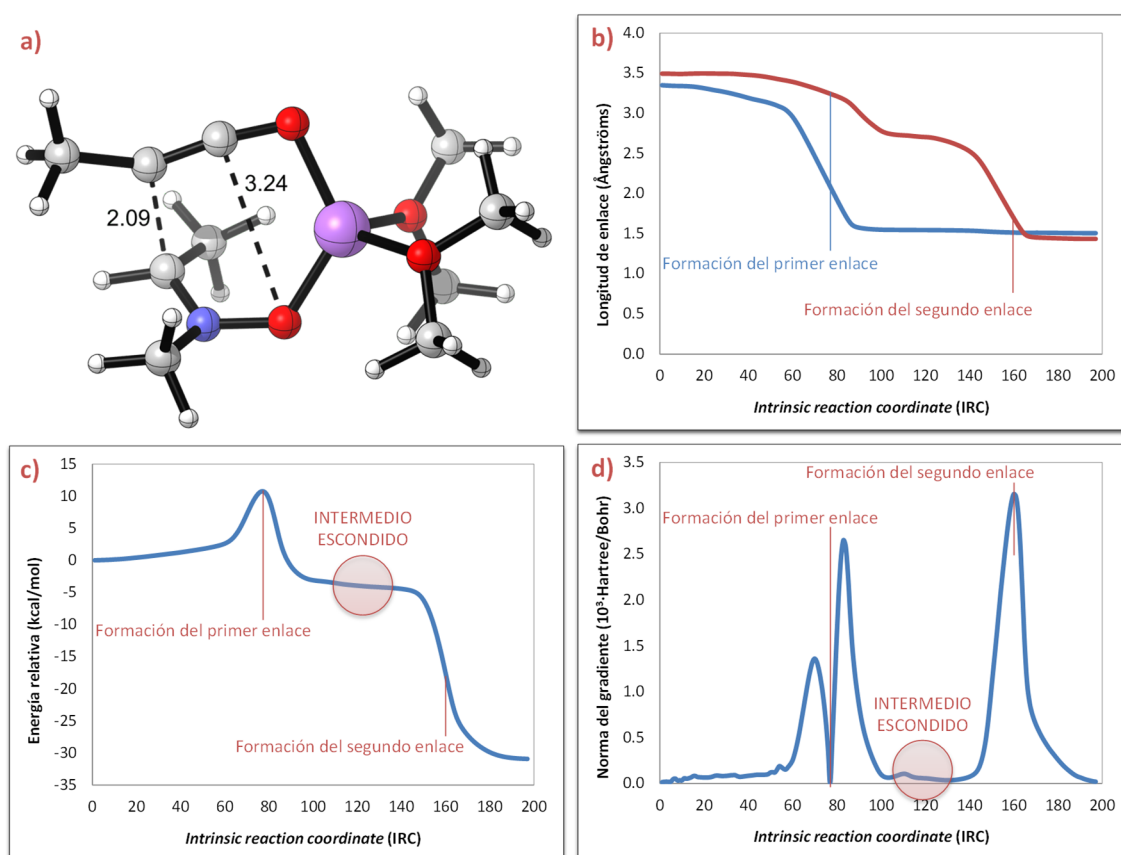 a)
3.24
2.09
b)
Longitud de enlace (Ångströms)
4.0
3.5
3.0
2.5
2.0
1.5
1.0
0.5
0.0
Formación del primer enlace
Formación del segundo enlace
0 20 40 60 80 100 120 140 160 180 200
Intrinsic reaction coordinate (IRC)
c)
Energía relativa (kcal/mol)
15
10
5
0
-5
-10
-15
-20
-25
-30
-35
INTERMEDIO
ESCONDIDO
Formación del primer enlace
Formación del segundo enlace
0 20 40 60 80 100 120 140 160 180 200
Intrinsic reaction coordinate (IRC)
d)
Norma del gradiente (10³·Hartree/Bohr)
3.5
3.0
2.5
2.0
1.5
1.0
0.5
0.0
Formación del segundo enlace
Formación del primer enlace
INTERMEDIO
ESCONDIDO
0 20 40 60 80 100 120 140 160 180 200
Intrinsic reaction coordinate (IRC)